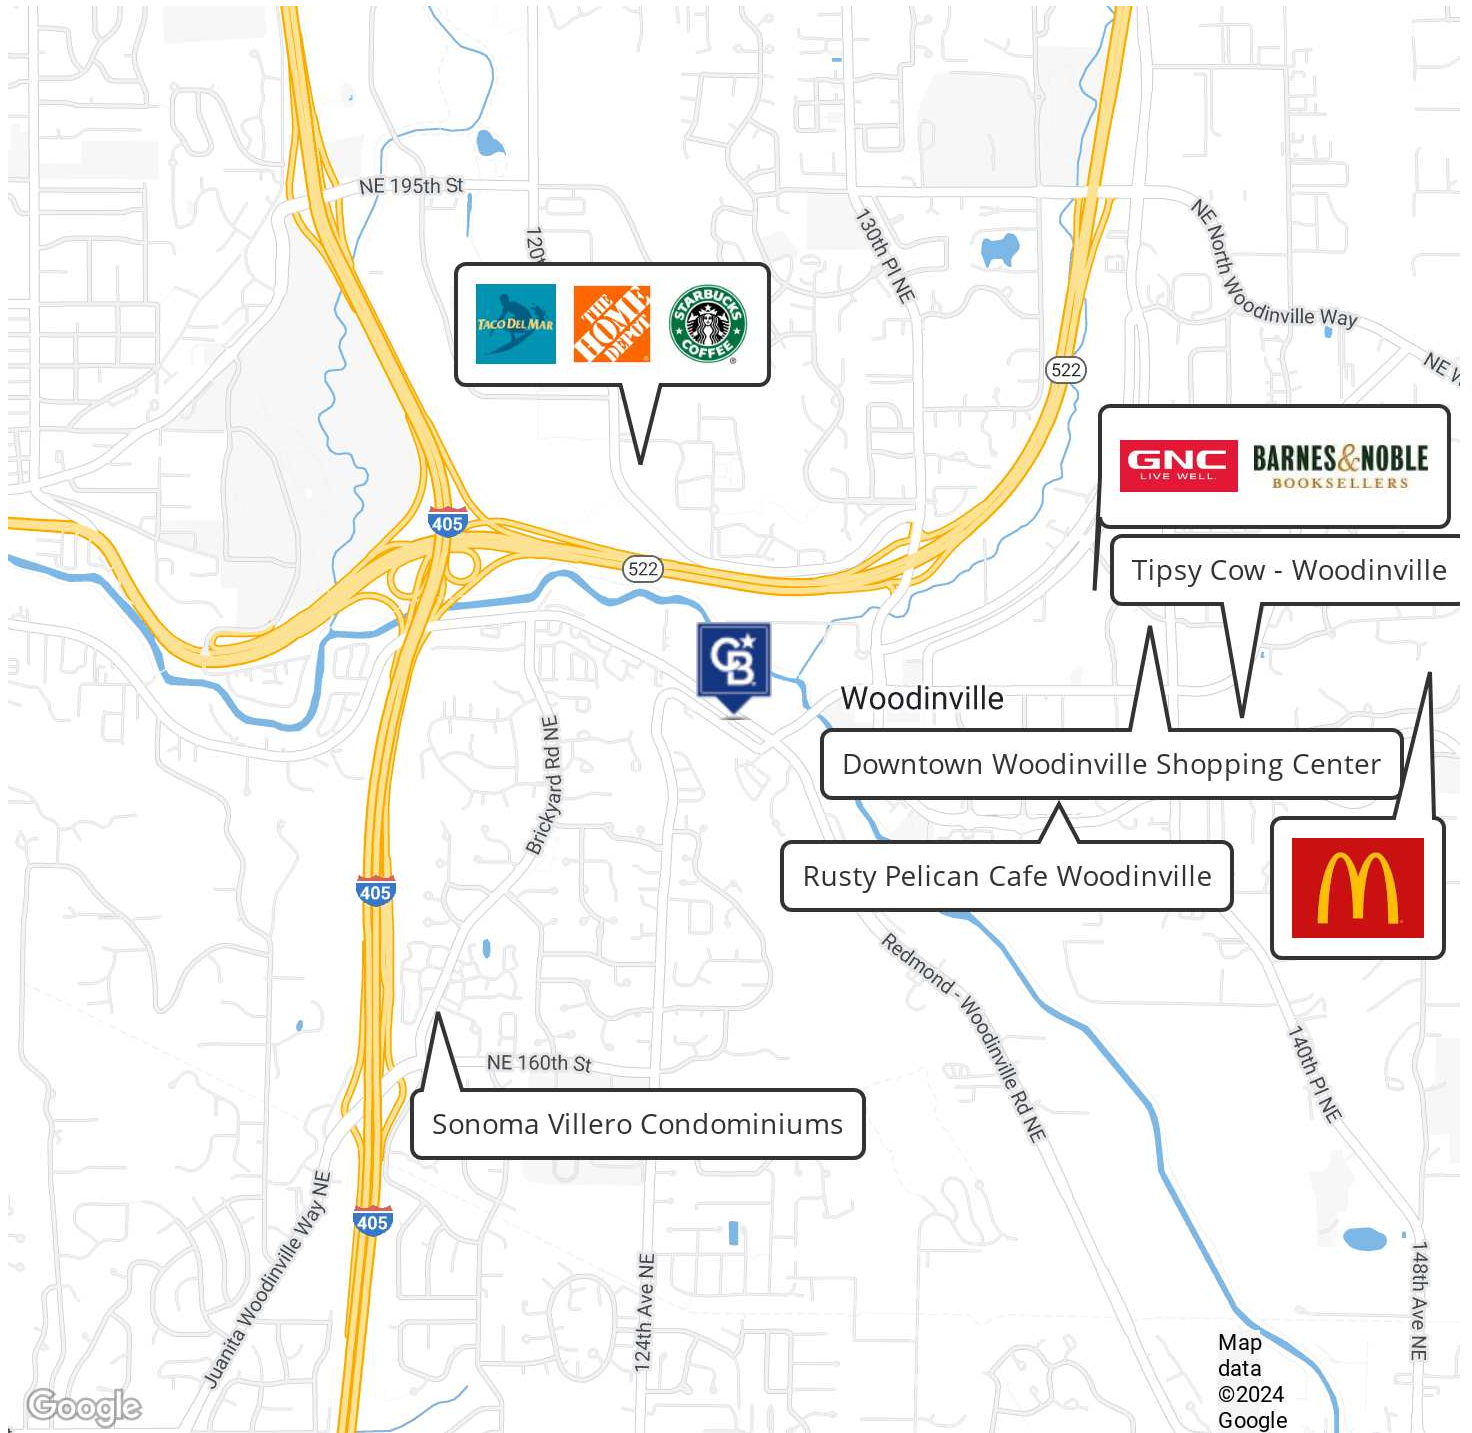 NE 195th St
120t
130th Pl NE
NE North Woodinville Way
NE W
TACO DEL MAR
THE
HOME
DEPOT
STARBUCKS
COFFEE
522
GNC
LIVE WELL.
BARNES&NOBLE
BOOKSELLERS
405
522
Tipsy Cow - Woodinville
CB
Woodinville
Downtown Woodinville Shopping Center
Brickyard Rd NE
Rusty Pelican Cafe Woodinville
405
Redmond - Woodinville Rd NE
NE 160th St
140th Pl NE
Sonoma Villero Condominiums
Juanita Woodinville Way NE
405
124th Ave NE
148th Ave NE
Map
data
©2024
Google
Google